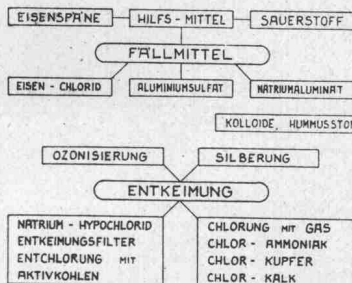 EISENSPÄNE HILFS-MITTEL SAUERSTOFF
FÄLLMITTEL
EISEN-CHLORID ALUMINIUMSULFAT NATRIUMALUMINAT
KOLLOIDE, HUMMUSSTOF
OZONISIERUNG SILBERUNG
ENTKEIMUNG
NATRIUM-HYPOCHLORID
ENTKEIMUNGSFILTER
ENTCHLORUNG MIT
AKTIVKOHLEN
CHLORUNG MIT GAS
CHLOR-AMMONIAK
CHLOR-KUPFER
CHLOR-KALK